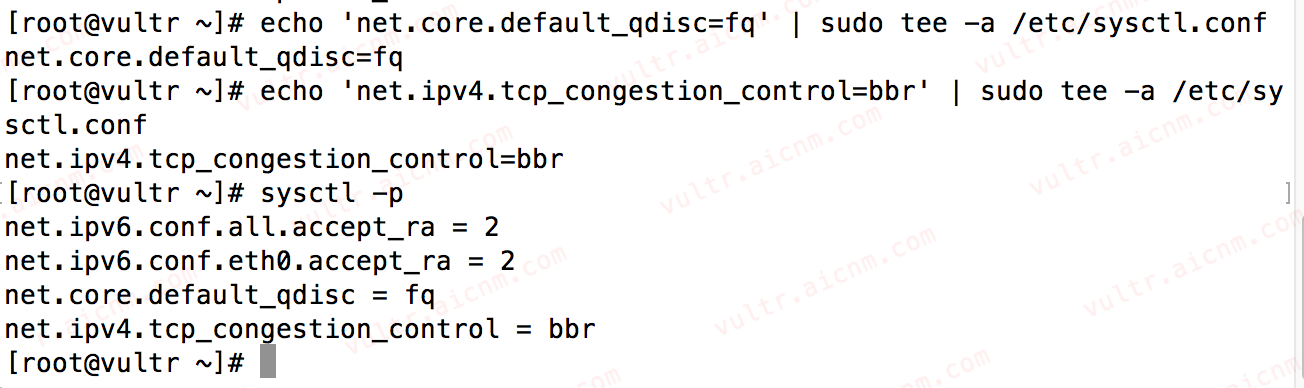 [root@vultr ~]# echo 'net.core.default_qdisc=fq' | sudo tee -a /etc/sysctl.conf
net.core.default_qdisc=fq
[root@vultr ~]# echo 'net.ipv4.tcp_congestion_control=bbr' | sudo tee -a /etc/sy
sctl.conf
net.ipv4.tcp_congestion_control=bbr
[root@vultr ~]# sysctl -p
net.ipv6.conf.all.accept_ra = 2
net.ipv6.conf.eth0.accept_ra = 2
net.core.default_qdisc = fq
net.ipv4.tcp_congestion_control = bbr
[root@vultr ~]#
vultr.aicnm.com